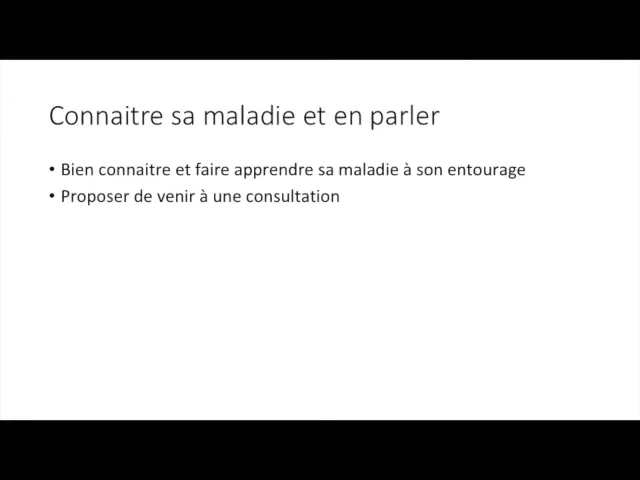 Connaitre sa maladie et en parler
• Bien connaitre et faire apprendre sa maladie à son entourage
• Proposer de venir à une consultation